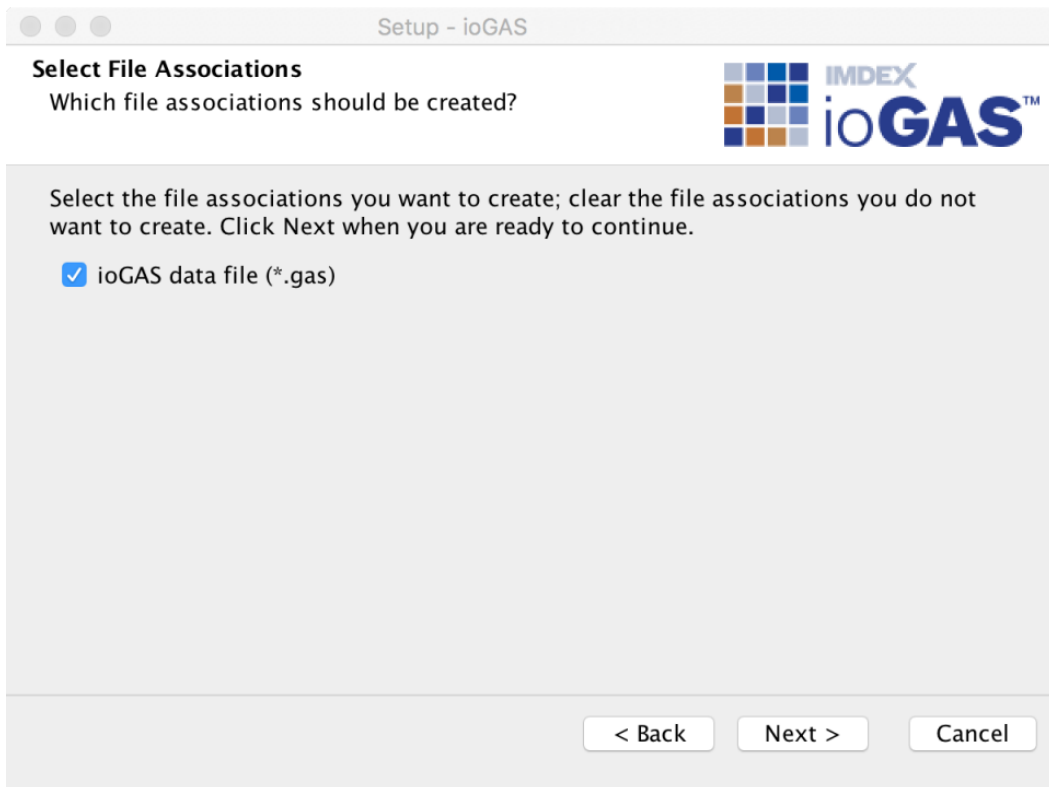 Setup - ioGAS
Select File Associations
Which file associations should be created?
IMDEX
ioGAS™
Select the file associations you want to create; clear the file associations you do not
want to create. Click Next when you are ready to continue.
ioGAS data file (*.gas)
< Back Next > Cancel